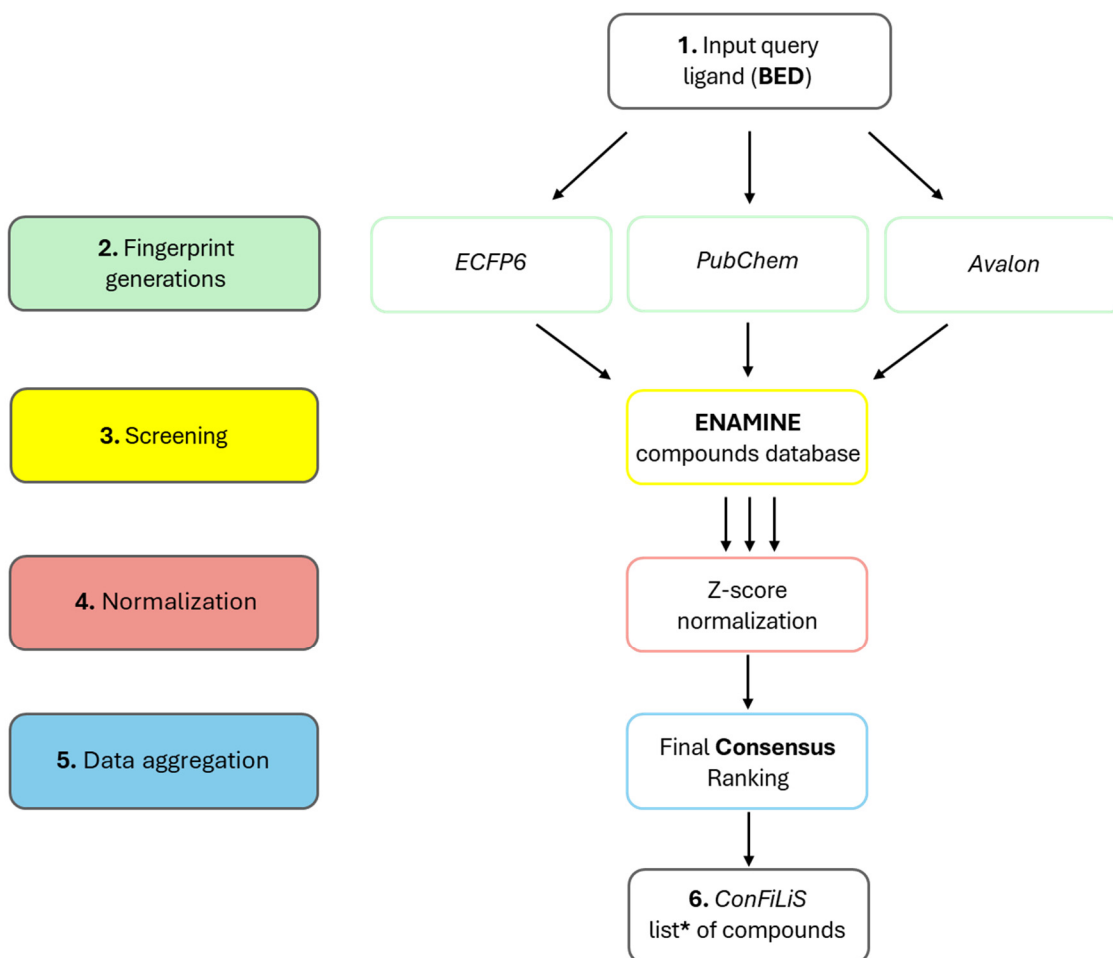 1. Input query
ligand (BED)
2. Fingerprint
generations
ECFP6
PubChem
Avalon
3. Screening
ENAMINE
compounds database
4. Normalization
Z-score
normalization
5. Data aggregation
Final Consensus
Ranking
6. ConFiLiS
list* of compounds